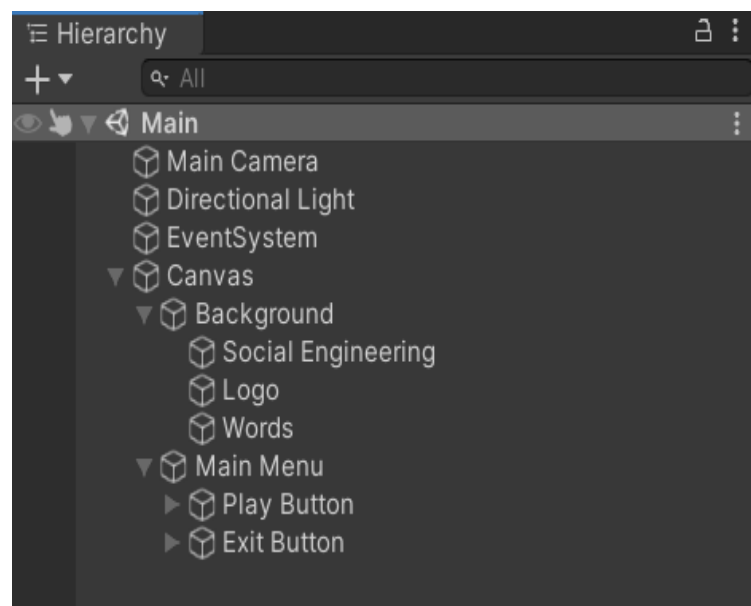 Hierarchy
All
Main
Main Camera
Directional Light
EventSystem
Canvas
Background
Social Engineering
Logo
Words
Main Menu
Play Button
Exit Button